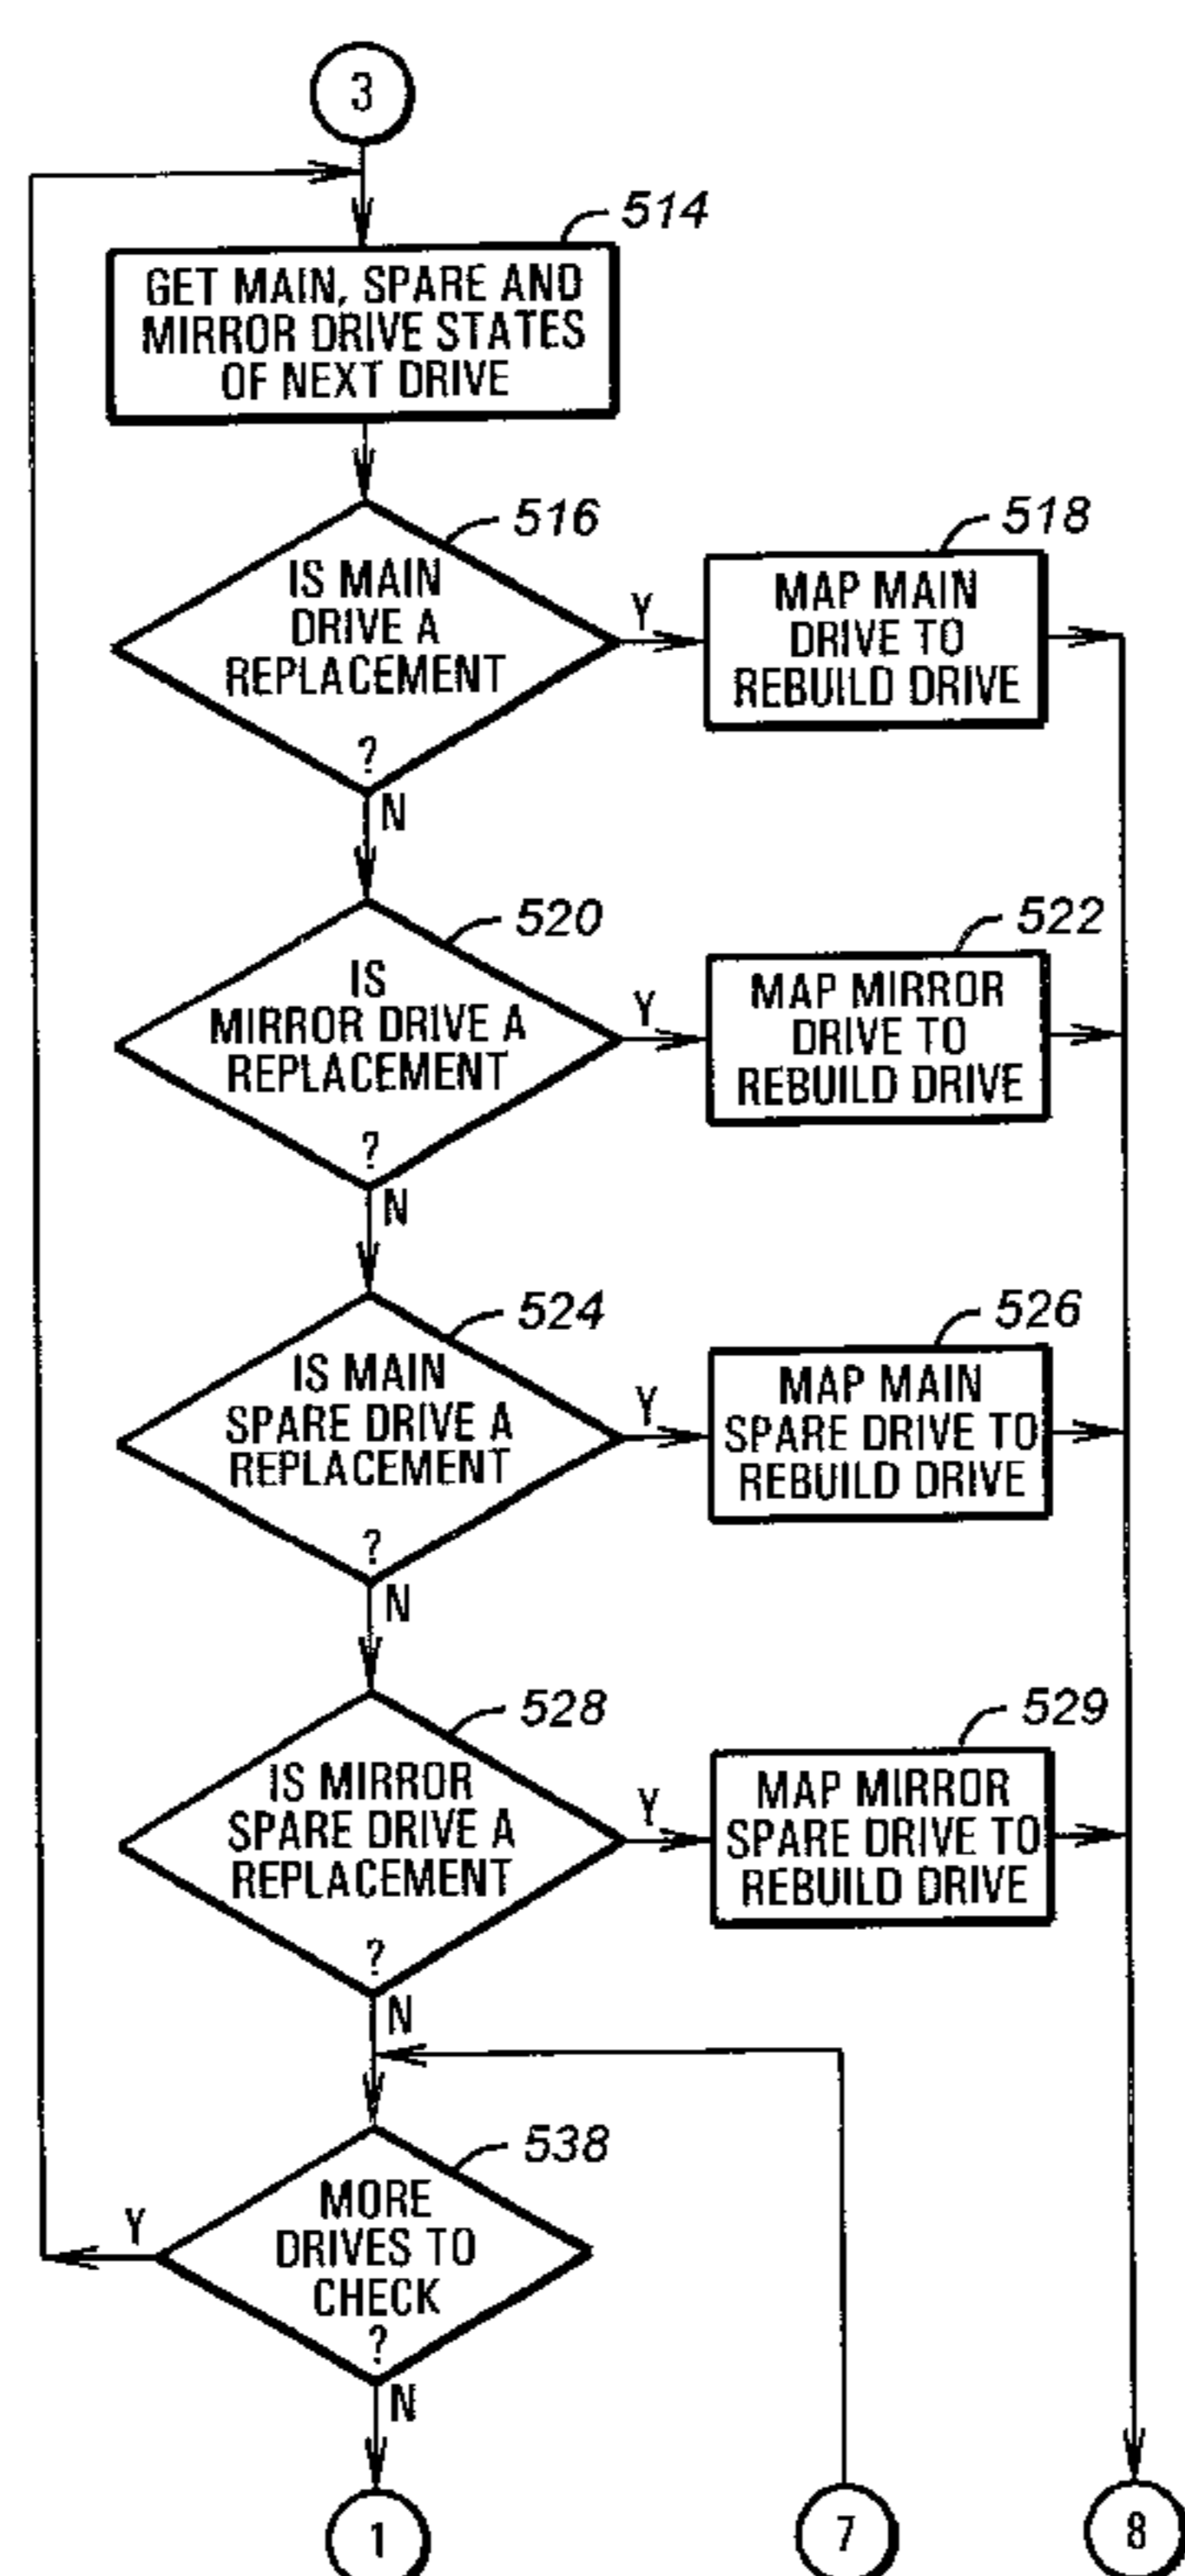 3
514
GET MAIN, SPARE AND
MIRROR DRIVE STATES
OF NEXT DRIVE
516
IS MAIN
DRIVE A
REPLACEMENT
?
Y
N
518
MAP MAIN
DRIVE TO
REBUILD DRIVE
520
IS
MIRROR DRIVE A
REPLACEMENT
?
Y
N
522
MAP MIRROR
DRIVE TO
REBUILD DRIVE
524
IS MAIN
SPARE DRIVE A
REPLACEMENT
?
Y
N
526
MAP MAIN
SPARE DRIVE TO
REBUILD DRIVE
528
IS MIRROR
SPARE DRIVE A
REPLACEMENT
?
Y
N
529
MAP MIRROR
SPARE DRIVE TO
REBUILD DRIVE
538
MORE
DRIVES TO
CHECK
?
Y
N
1
7
8